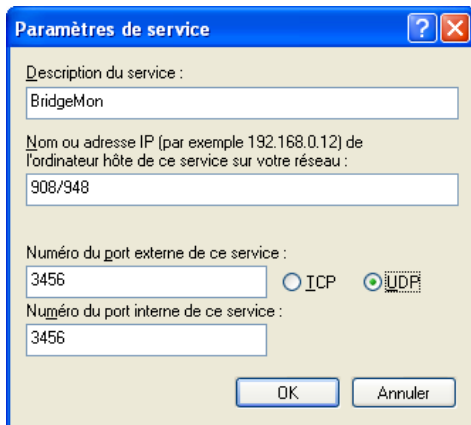 Paramètres de service
Description du service :
BridgeMon
Nom ou adresse IP (par exemple 192.168.0.12) de
l'ordinateur hôte de ce service sur votre réseau :
908/948
Numéro du port externe de ce service :
3456 TCP UDP
Numéro du port interne de ce service :
3456
OK Annuler